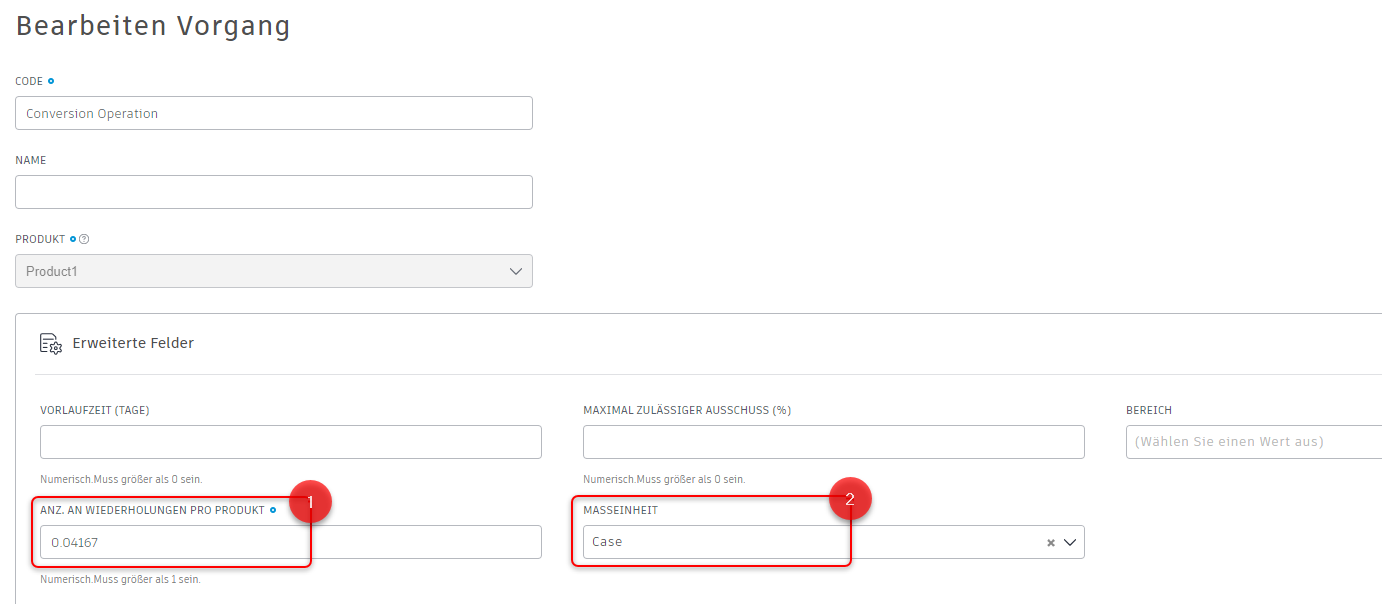 Bearbeiten Vorgang
CODE
Conversion Operation
NAME
PRODUKT ?
Product1
Erweiterte Felder
VORLAUFZEIT (TAGE)
MAXIMAL ZULÄSSIGER AUSSCHUSS (%)
BEREICH
(Wählen Sie einen Wert aus)
Numerisch.Muss größer als 0 sein.
Numerisch.Muss größer als 0 sein.
1
2
ANZ. AN WIEDERHOLUNGEN PRO PRODUKT
MASSEINHEIT
0.04167
Case
Numerisch.Muss größer als 1 sein.